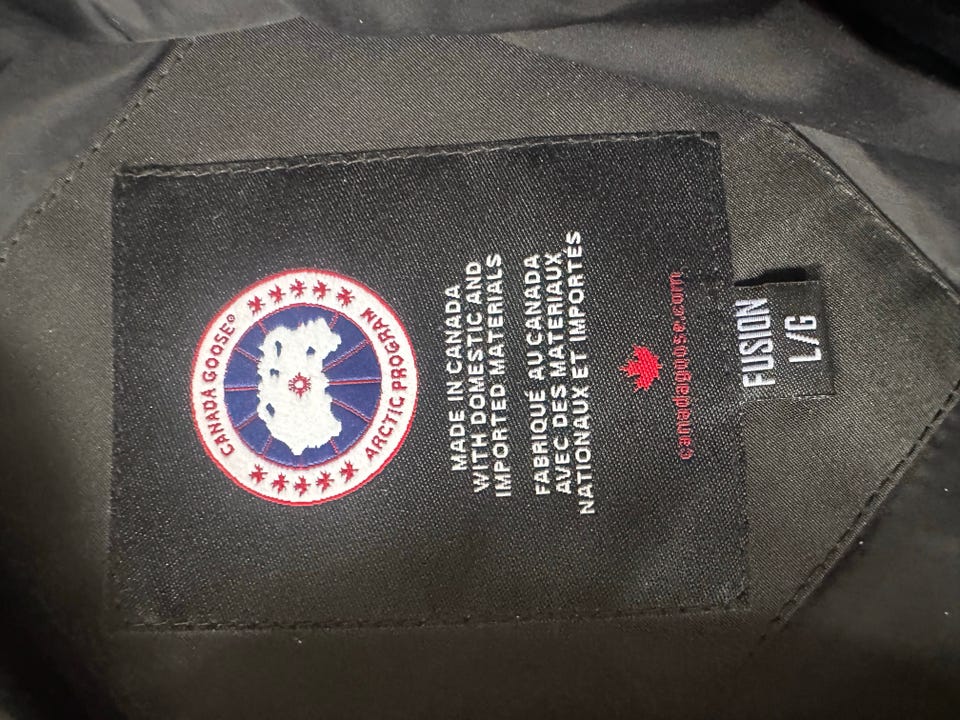 CANADA GOOSE®
ARCTIC PROGRAM
MADE IN CANADA
WITH DOMESTIC AND
IMPORTED MATERIALS
FABRIQUÉ AU CANADA
AVEC DES MATERIAUX
NATIONAUX ET IMPORTÉS
canadagoose.com
FUSION
L/G